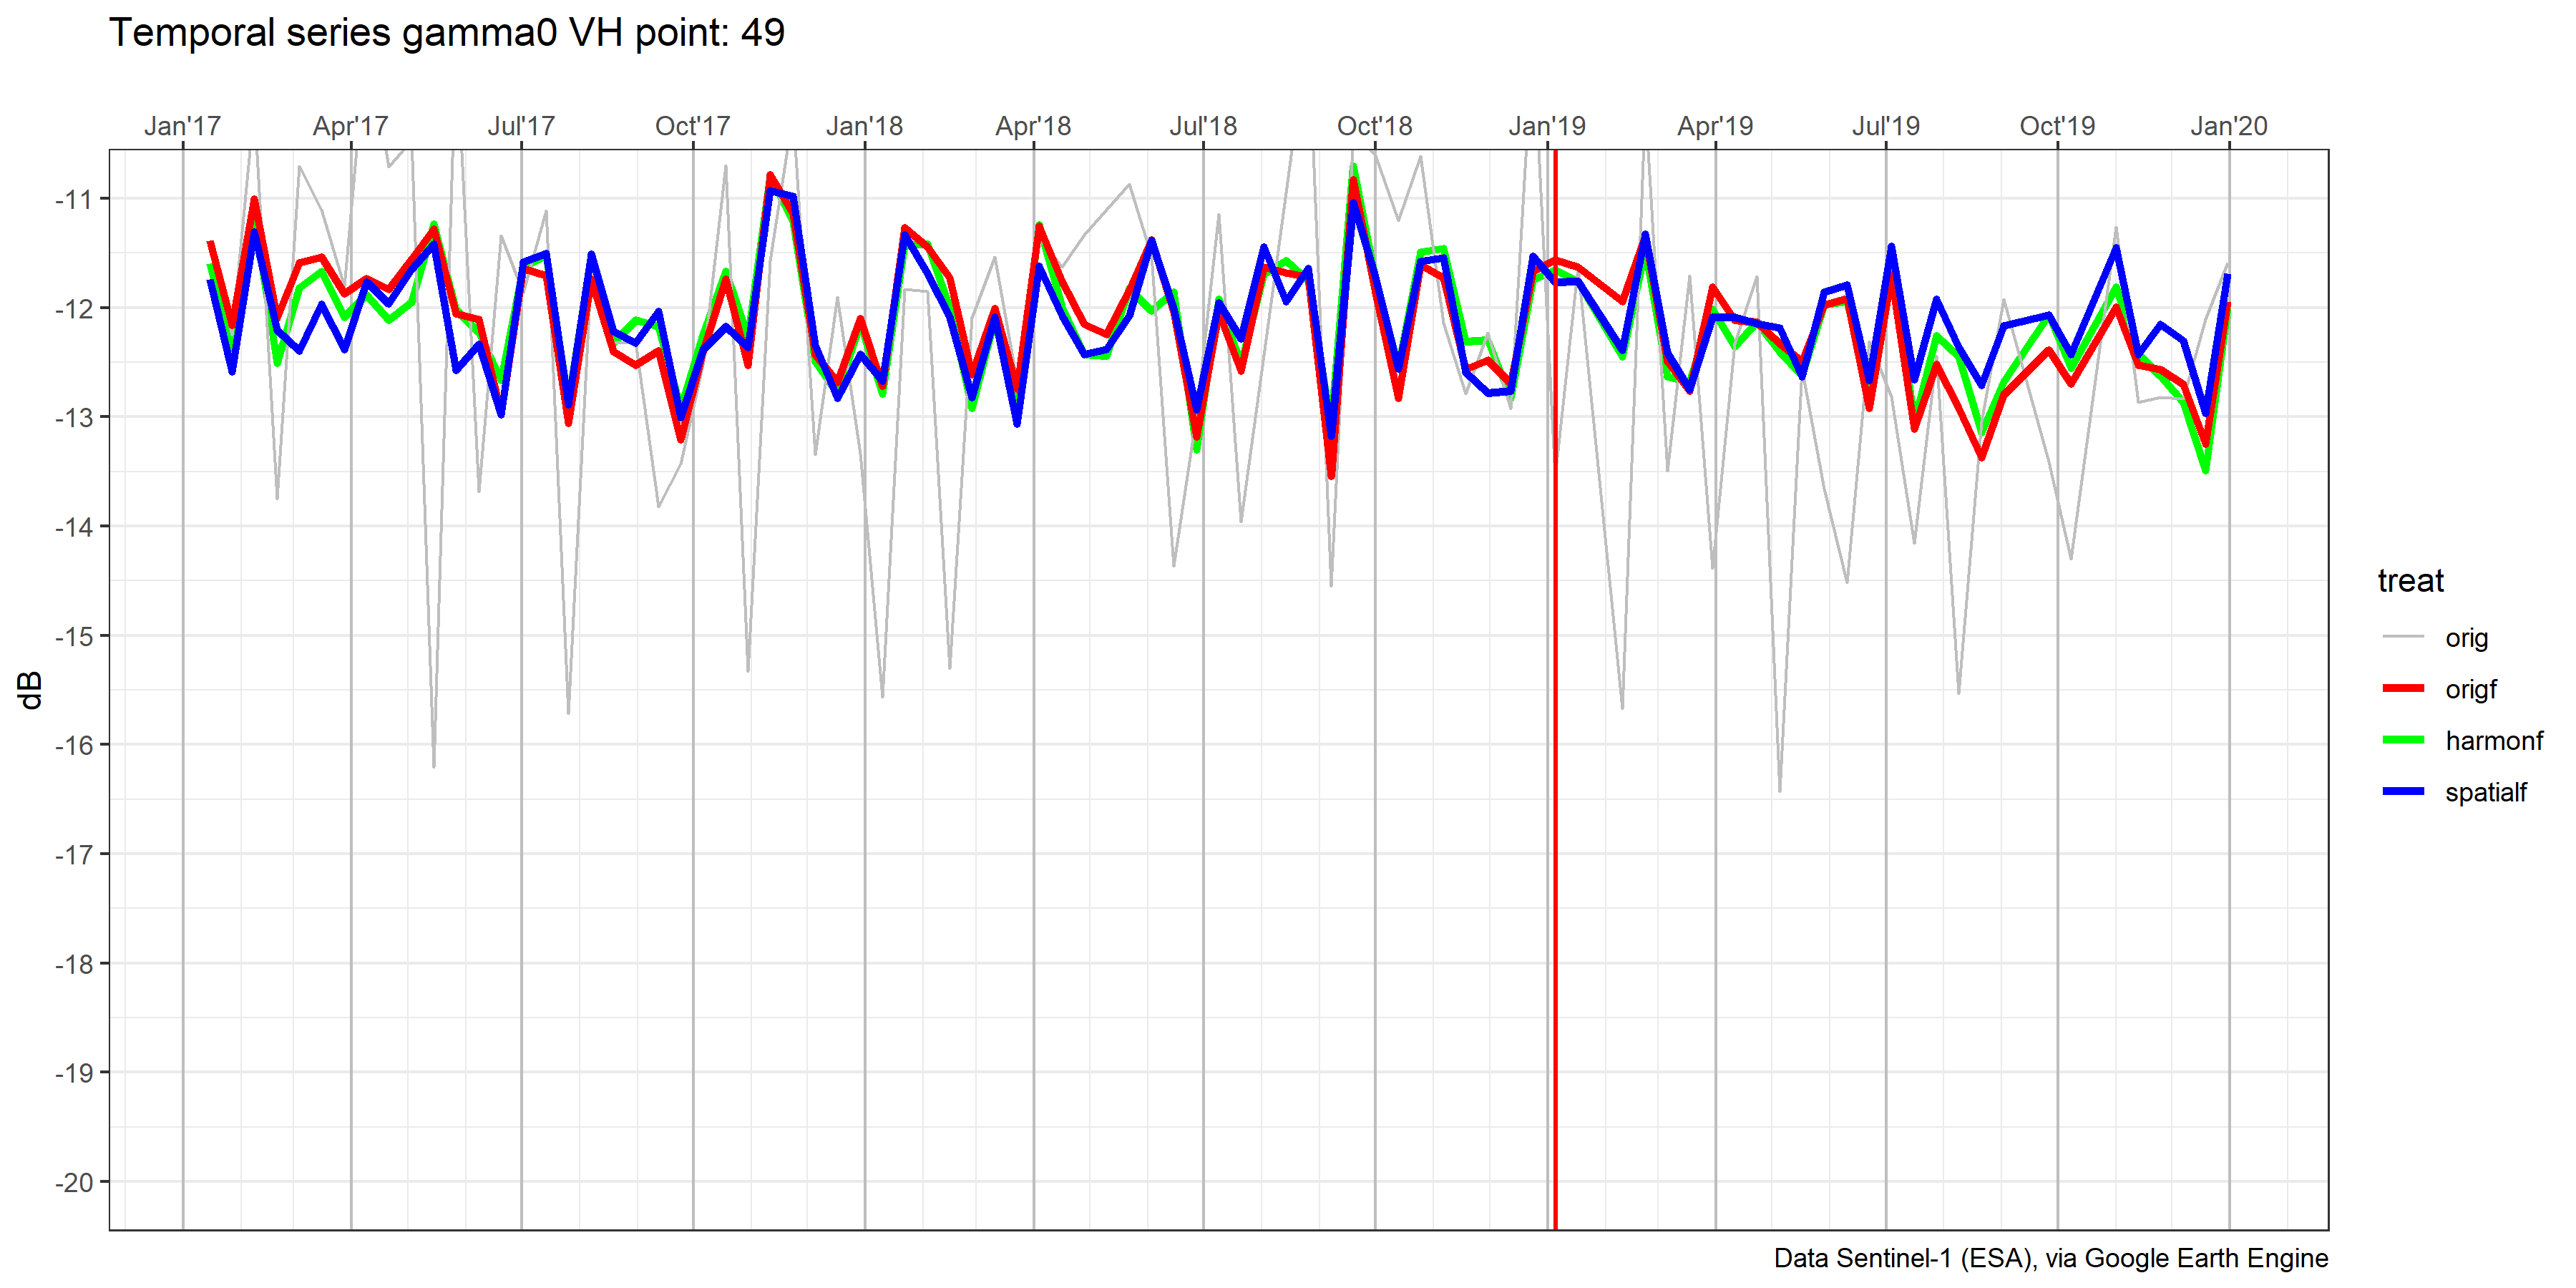 Temporal series gamma0 VH point: 49
Jan'17 Apr'17 Jul'17 Oct'17 Jan'18 Apr'18 Jul'18 Oct'18 Jan'19 Apr'19 Jul'19 Oct'19 Jan'20
-11
-12
-13
-14
-15
-16
-17
-18
-19
-20
dB
treat
orig
origf
harmonf
spatialf
Data Sentinel-1 (ESA), via Google Earth Engine